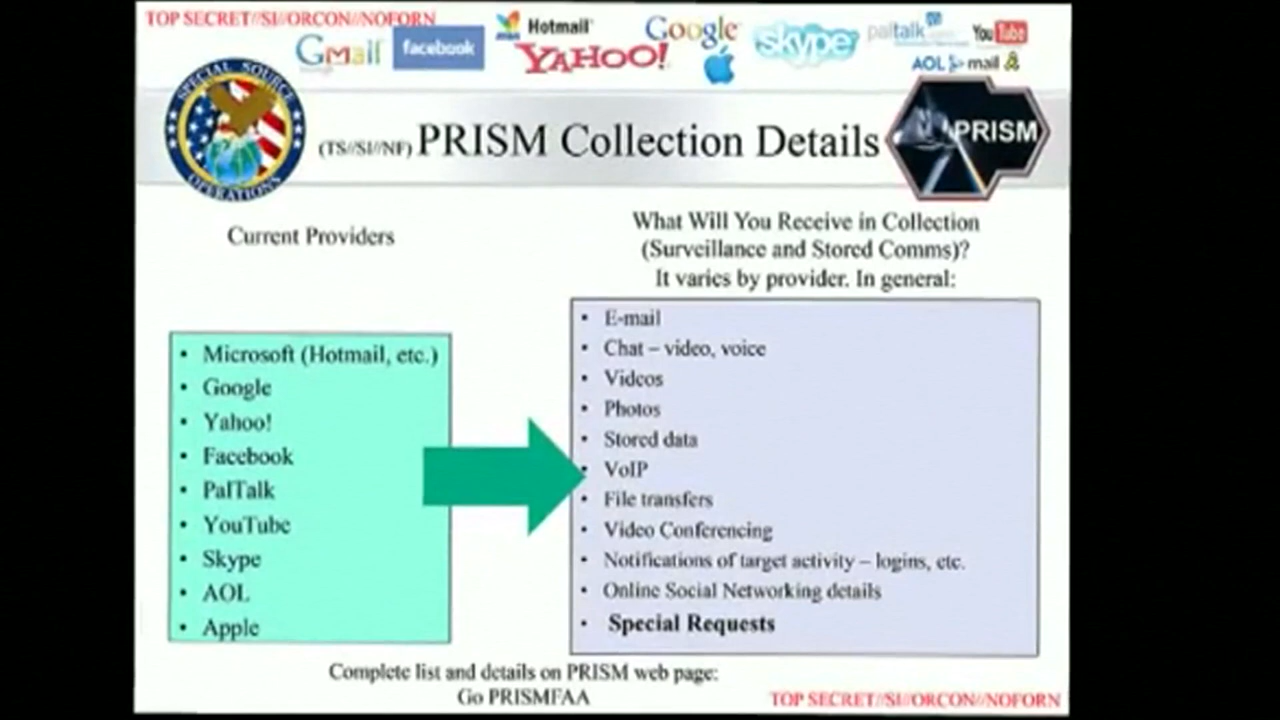 TOP SECRET//SI//ORCON//NOFORN
Gmail
facebook
Hotmail
YAHOO!
Google
skype
paltalk
YouTube
AOL mail
SPECIAL SOURCE
OPERATIONS
(TS//SI//NF) PRISM Collection Details
PRISM
Current Providers
What Will You Receive in Collection
(Surveillance and Stored Comms)?
It varies by provider. In general:
• Microsoft (Hotmail, etc.)
• Google
• Yahoo!
• Facebook
• PalTalk
• YouTube
• Skype
• AOL
• Apple
• E-mail
• Chat – video, voice
• Videos
• Photos
• Stored data
• VoIP
• File transfers
• Video Conferencing
• Notifications of target activity – logins, etc.
• Online Social Networking details
• Special Requests
Complete list and details on PRISM web page:
Go PRISMFAA
TOP SECRET//SI//ORCON//NOFORN